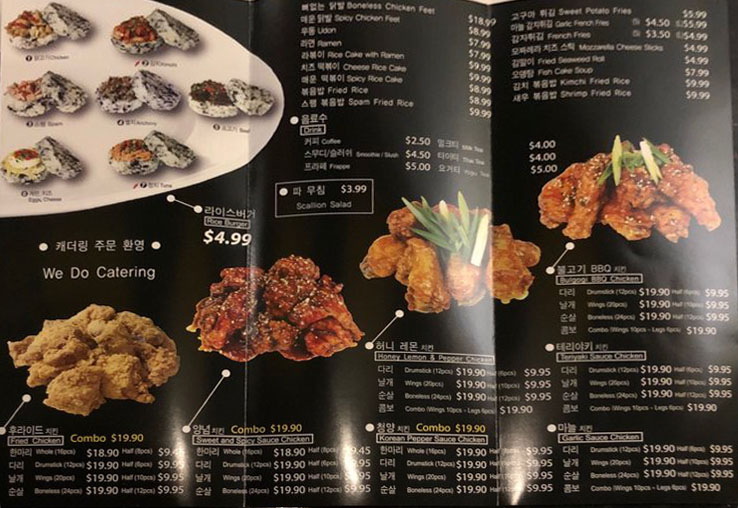 닭고기 Chicken
김치 Kimchi
스팸 Spam
멸치 Anchovy
소고기 Beef
계란 치즈 Eggs, Cheese
참치 Tuna
라이스버거
Rice Burger
$4.99
캐더링 주문 환영
We Do Catering
후라이드 치킨 Combo $19.90
Fried Chicken
한마리 Whole (16pcs) $18.90 Half (8pcs) $9.45
다리 Drumstick (12pcs) $19.90 Half (6pcs) $9.95
날개 Wings (20pcs) $19.90 Half (10pcs) $9.95
순살 Boneless (24pcs) $19.90 Half (12pcs) $9.95
뼈없는 닭발 Boneless Chicken Feet
매운 닭발 Spicy Chicken Feet $18.99
우동 Udon $8.99
라면 Ramen $7.99
라볶이 Rice Cake with Ramen $9.99
치즈 떡볶이 Cheese Rice Cake $9.99
매운 떡볶이 Spicy Rice Cake $9.99
볶음밥 Fried Rice $8.99
스팸 볶음밥 Spam Fried Rice $9.99
음료수
Drink
커피 Coffee $2.50 밀크티 Milk Tea $4.00
스무디/슬러쉬 Smoothie / Slush $4.50 타이티 Thai Tea $4.00
프라페 Frappe $5.00 $5.00
파 무침 $3.99
Scallion Salad
양념 치킨 Combo $19.90
Sweet and Spicy Sauce Chicken
한마리 Whole (16pcs) $18.90 Half (8pcs) $9.45
다리 Drumstick (12pcs) $19.90 Half (6pcs) $9.95
날개 Wings (20pcs) $19.90 Half (10pcs) $9.95
순살 Boneless (24pcs) $19.90 Half (12pcs) $9.95
허니 레몬 치킨
Honey Lemon & Pepper Chicken
다리 Drumstick (12pcs) $19.90 Half (6pcs) $9.95
날개 Wings (20pcs) $19.90 Half (10pcs) $9.95
순살 Boneless (24pcs) $19.90 Half (12pcs) $9.95
콤보 Combo (Wings 10pcs - Legs 6pcs) $19.90
청양 치킨 Combo $19.90
Korean Pepper Sauce Chicken
한마리 Whole (16pcs) $19.90 Half (8pcs) $9.95
다리 Drumstick (12pcs) $19.90 Half (6pcs) $9.95
날개 Wings (20pcs) $19.90 Half (10pcs) $9.95
순살 Boneless (24pcs) $19.90 Half (12pcs) $9.95
고구마 튀김 Sweet Potato Fries $5.99
마늘 감자튀김 Garlic French Fries $4.50 $5.99
감자튀김 French Fries $3.50 $4.99
모짜레라 치즈 스틱 Mozzarella Cheese Sticks $4.99
김말이 Fried Seaweed Roll $4.99
오뎅탕 Fish Cake Soup $7.99
김치 볶음밥 Kimchi Fried Rice $9.99
새우 볶음밥 Shrimp Fried Rice $9.99
불고기 BBQ 치킨
Bulgogi BBQ Chicken
다리 Drumstick (12pcs) $19.90 Half (6pcs) $9.95
날개 Wings (20pcs) $19.90 Half (10pcs) $9.95
순살 Boneless (24pcs) $19.90 Half (12pcs) $9.95
콤보 Combo (Wings 10pcs - Legs 6pcs) $19.90
테리야키 치킨
Teriyaki Sauce Chicken
다리 Drumstick (12pcs) $19.90 Half (6pcs) $9.95
날개 Wings (20pcs) $19.90 Half (10pcs) $9.95
순살 Boneless (24pcs) $19.90 Half (12pcs) $9.95
콤보 Combo (Wings 10pcs - Legs 6pcs) $19.90
마늘 치킨
Garlic Sauce Chicken
다리 Drumstick (12pcs) $19.90 Half (6pcs) $9.95
날개 Wings (20pcs) $19.90 Half (10pcs) $9.95
순살 Boneless (24pcs) $19.90 Half (12pcs) $9.95
콤보 Combo (Wings 10pcs - Legs 6pcs) $19.90